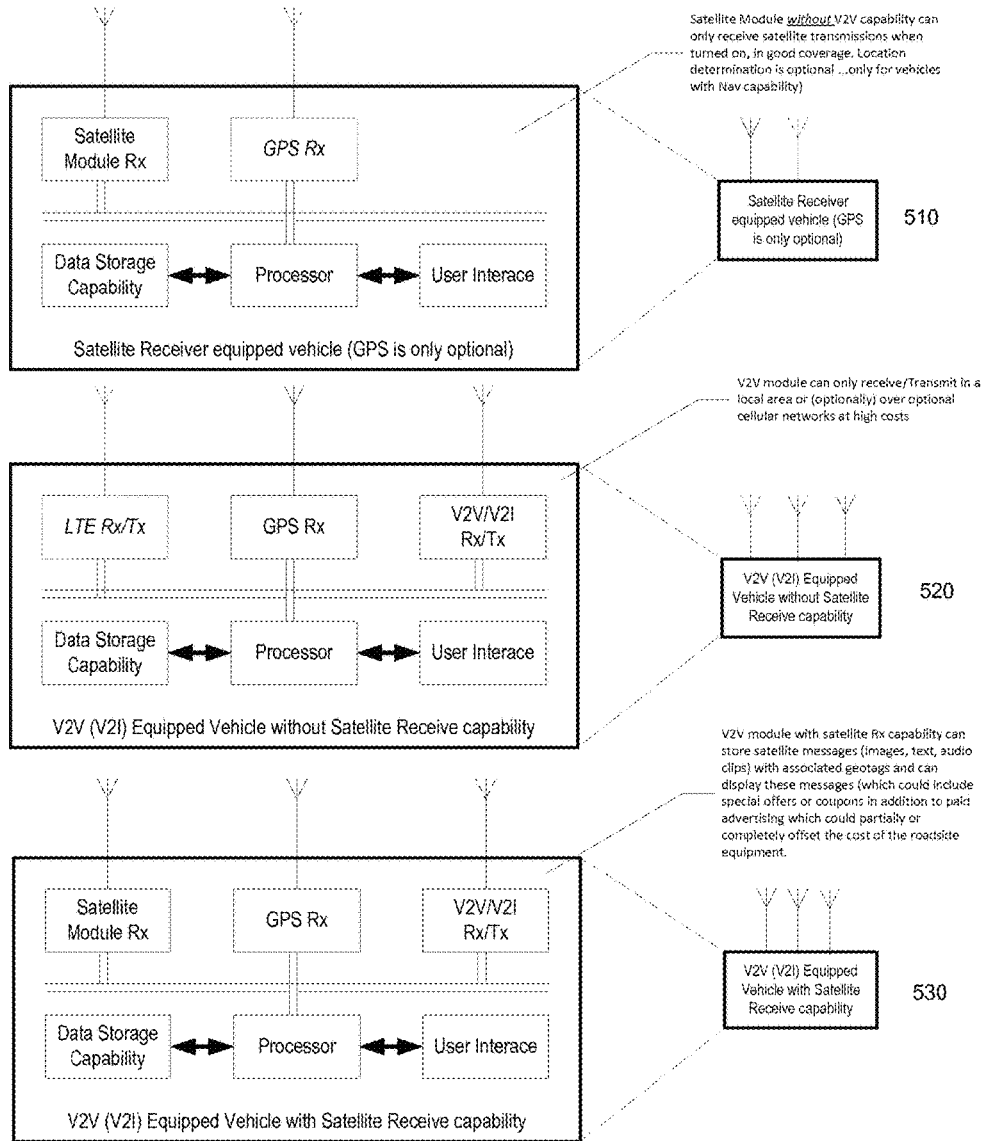 Satellite Module without V2V capability can
only receive satellite transmissions when
turned on, in good coverage. Location
determination is optional ...only for vehicles
with Nav capability)
Satellite
Module Rx
GPS Rx
Data Storage
Capability
Processor
User Interace
Satellite Receiver equipped vehicle (GPS is only optional)
Satellite Receiver
equipped vehicle (GPS
is only optional)
510
V2V module can only receive/Transmit in a
local area or (optionally) over optional
cellular networks at high costs
LTE Rx/Tx
GPS Rx
V2V/V2I
Rx/Tx
Data Storage
Capability
Processor
User Interace
V2V (V2I) Equipped Vehicle without Satellite Receive capability
V2V (V2I) Equipped
Vehicle without Satellite
Receive capability
520
V2V module with satellite Rx capability can
store satellite messages (images, text, audio
clips) with associated geotags and can
display these messages (which could include
special offers or coupons in addition to paid
advertising which could partially or
completely offset the cost of the roadside
equipment.
Satellite
Module Rx
GPS Rx
V2V/V2I
Rx/Tx
Data Storage
Capability
Processor
User Interace
V2V (V2I) Equipped Vehicle with Satellite Receive capability
V2V (V2I) Equipped
Vehicle with Satellite
Receive capability
530